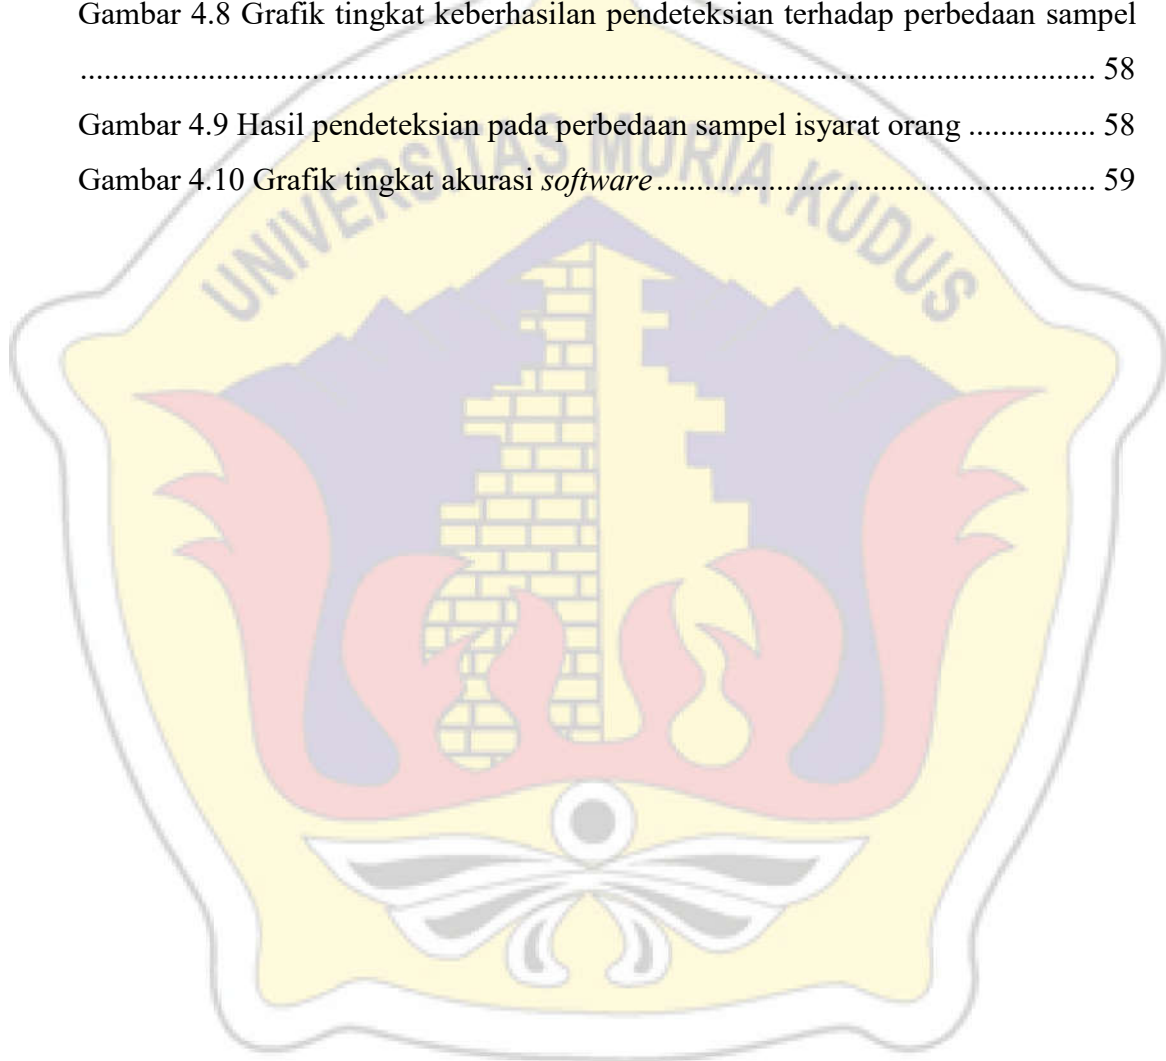 Gambar 4.8 Grafik tingkat keberhasilan pendeteksian terhadap perbedaan sampel
............................................................................................................................... 58
Gambar 4.9 Hasil pendeteksian pada perbedaan sampel isyarat orang ................ 58
Gambar 4.10 Grafik tingkat akurasi software ....................................................... 59
UNIVERSITAS MURIA KUDUS